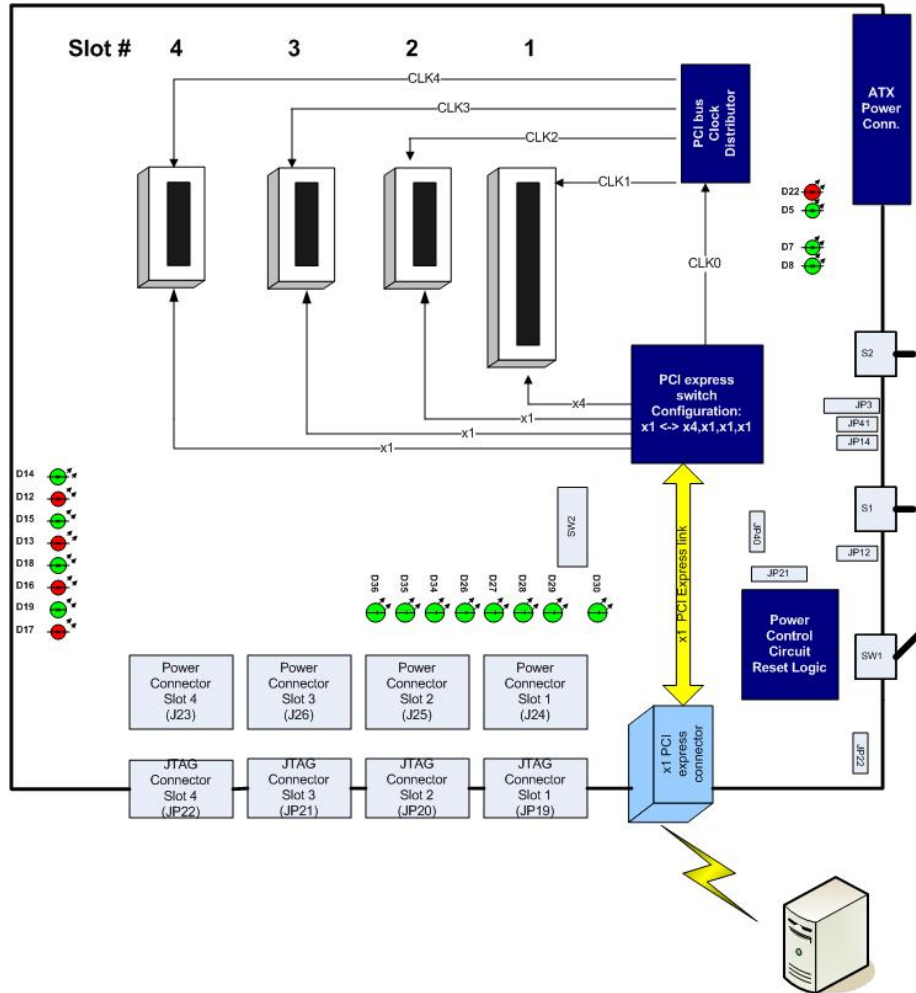 Slot # 4 3 2 1
CLK4
CLK3
CLK2
CLK1
PCI bus
Clock
Distributor
ATX
Power
Conn.
D22
D5
D7
D8
CLK0
S2
PCI express
switch
Configuration:
x1 <-> x4,x1,x1,x1
x4
x1
x1
x1
JP3
JP41
JP14
D14
D12
D15
D13
D18
D16
D19
D17
SW2
S1
JP40
JP12
JP21
x1 PCI Express link
D36
D35
D34
D26
D27
D28
D29
D30
Power
Control
Circuit
Reset Logic
SW1
Power
Connector
Slot 4
(J23)
Power
Connector
Slot 3
(J26)
Power
Connector
Slot 2
(J25)
Power
Connector
Slot 1
(J24)
JTAG
Connector
Slot 4
(JP22)
JTAG
Connector
Slot 3
(JP21)
JTAG
Connector
Slot 2
(JP20)
JTAG
Connector
Slot 1
(JP19)
x1 PCI
express
connector
JP22